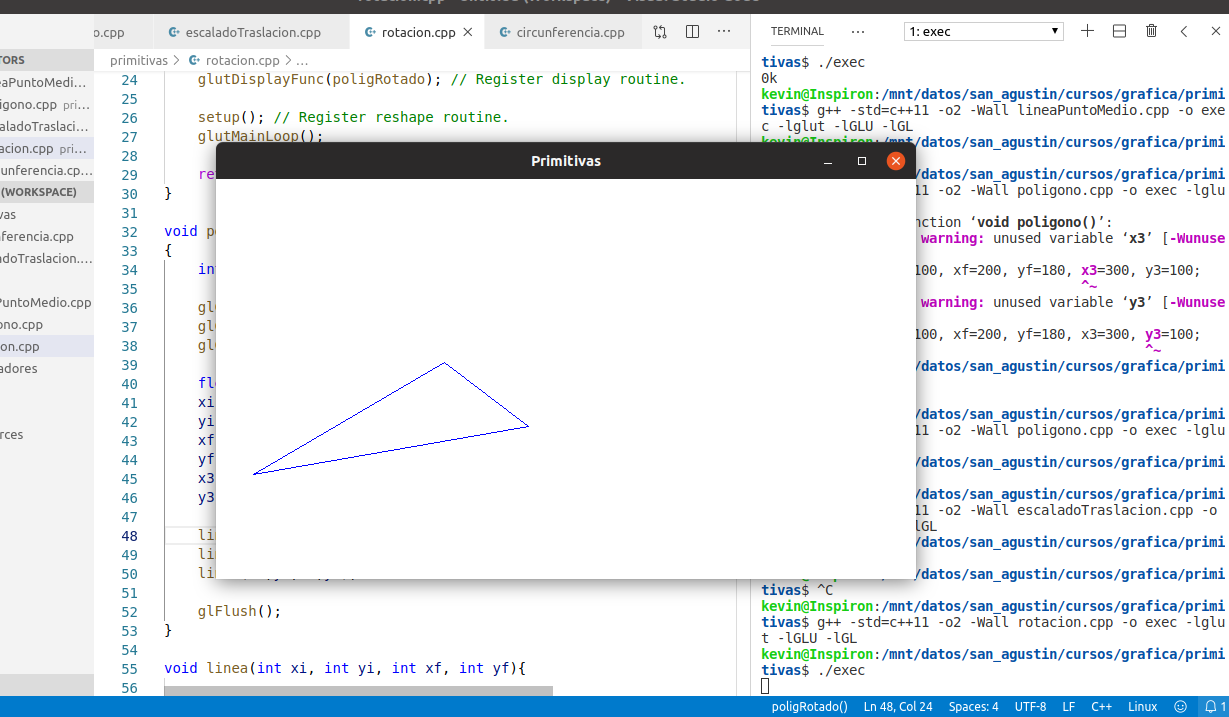 o.cpp
escaladoTraslacion.cpp
rotacion.cpp
circunferencia.cpp
TERMINAL
1: exec
TORS
eaPuntoMedio...
igono.cpp pri...
aladoTraslaci...
acion.cpp pri...
unferencia.cp...
(WORKSPACE)
vas
ferencia.cpp
adoTraslacion....
PuntoMedio.cpp
ono.cpp
on.cpp
adores
rces
primitivas > rotacion.cpp > ...
24 glutDisplayFunc(poligRotado); // Register display routine.
25
26 setup(); // Register reshape routine.
27 glutMainLoop();
28
29 re
30 }
31
32 void p
33 {
34 in
35
36 gl
37 gl
38 gl
39
40 fl
41 xi
42 yi
43 xf
44 yf
45 x3
46 y3
47
48 li
49 li
50 li
51
52 glFlush();
53 }
54
55 void linea(int xi, int yi, int xf, int yf){
56
Primitivas
tivas$ ./exec
0k
kevin@Inspiron:/mnt/datos/san_agustin/cursos/grafica/primi
tivas$ g++ -std=c++11 -o2 -Wall lineaPuntoMedio.cpp -o exe
c -lglut -lGLU -lGL
/datos/san_agustin/cursos/grafica/primi
11 -o2 -Wall poligono.cpp -o exec -lglu
nction ‘void poligono()’:
warning: unused variable ‘x3’ [-Wunuse
100, xf=200, yf=180, x3=300, y3=100;
^~
warning: unused variable ‘y3’ [-Wunuse
100, xf=200, yf=180, x3=300, y3=100;
^~
/datos/san_agustin/cursos/grafica/primi
/datos/san_agustin/cursos/grafica/primi
11 -o2 -Wall poligono.cpp -o exec -lglu
/datos/san_agustin/cursos/grafica/primi
/datos/san_agustin/cursos/grafica/primi
11 -o2 -Wall escaladoTraslacion.cpp -o
lGL
/datos/san_agustin/cursos/grafica/primi
/datos/san_agustin/cursos/grafica/primi
tivas$ ^C
kevin@Inspiron:/mnt/datos/san_agustin/cursos/grafica/primi
tivas$ g++ -std=c++11 -o2 -Wall rotacion.cpp -o exec -lglu
t -lGLU -lGL
kevin@Inspiron:/mnt/datos/san_agustin/cursos/grafica/primi
tivas$ ./exec
poligRotado()
Ln 48, Col 24
Spaces: 4
UTF-8
LF
C++
Linux
1